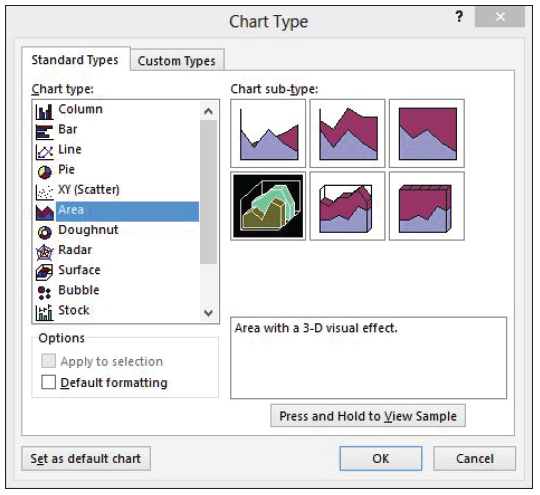 Chart Type
?
Standard Types
Custom Types
Chart type:
Column
Bar
Line
Pie
XY (Scatter)
Area
Doughnut
Radar
Surface
Bubble
Stock
Options
Apply to selection
Default formatting
Chart sub-type:
Area with a 3-D visual effect.
Press and Hold to View Sample
Set as default chart
OK
Cancel